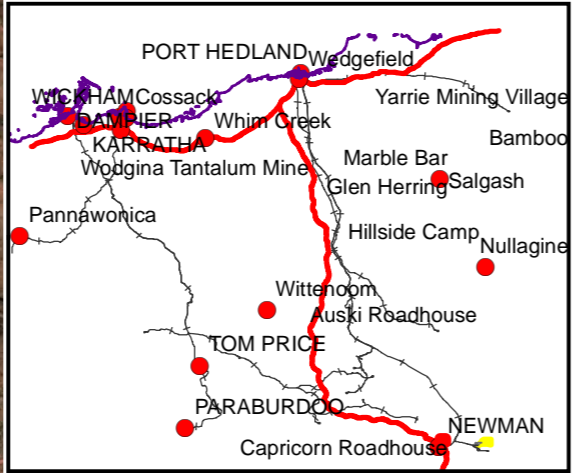 PORT HEDLAND
Wedgefield
WICKHAM
Cossack
Yarrie Mining Village
DAMPIER
Whim Creek
Bamboo
KARRATHA
Marble Bar
Wodgina Tantalum Mine
Glen Herring
Salgash
Pannawonica
Hillside Camp
Nullagine
Wittenoom
Auski Roadhouse
TOM PRICE
PARABURDOO
NEWMAN
Capricorn Roadhouse